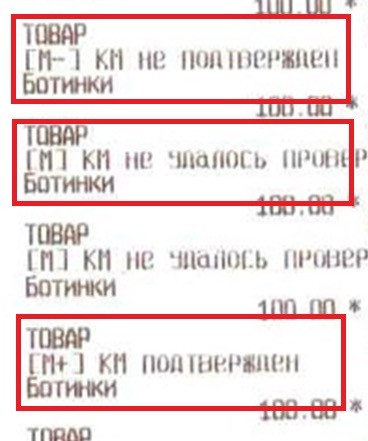 100.00 *
ТОВАР
[М-] КМ не подтвержден
Ботинки
100.00 *
ТОВАР
[М] КМ не удалось провер
Ботинки
100.00 *
ТОВАР
[М] КМ не удалось провер
Ботинки
100.00 *
ТОВАР
[М+] КМ подтвержден
Ботинки
100.00 *
ТОВАР